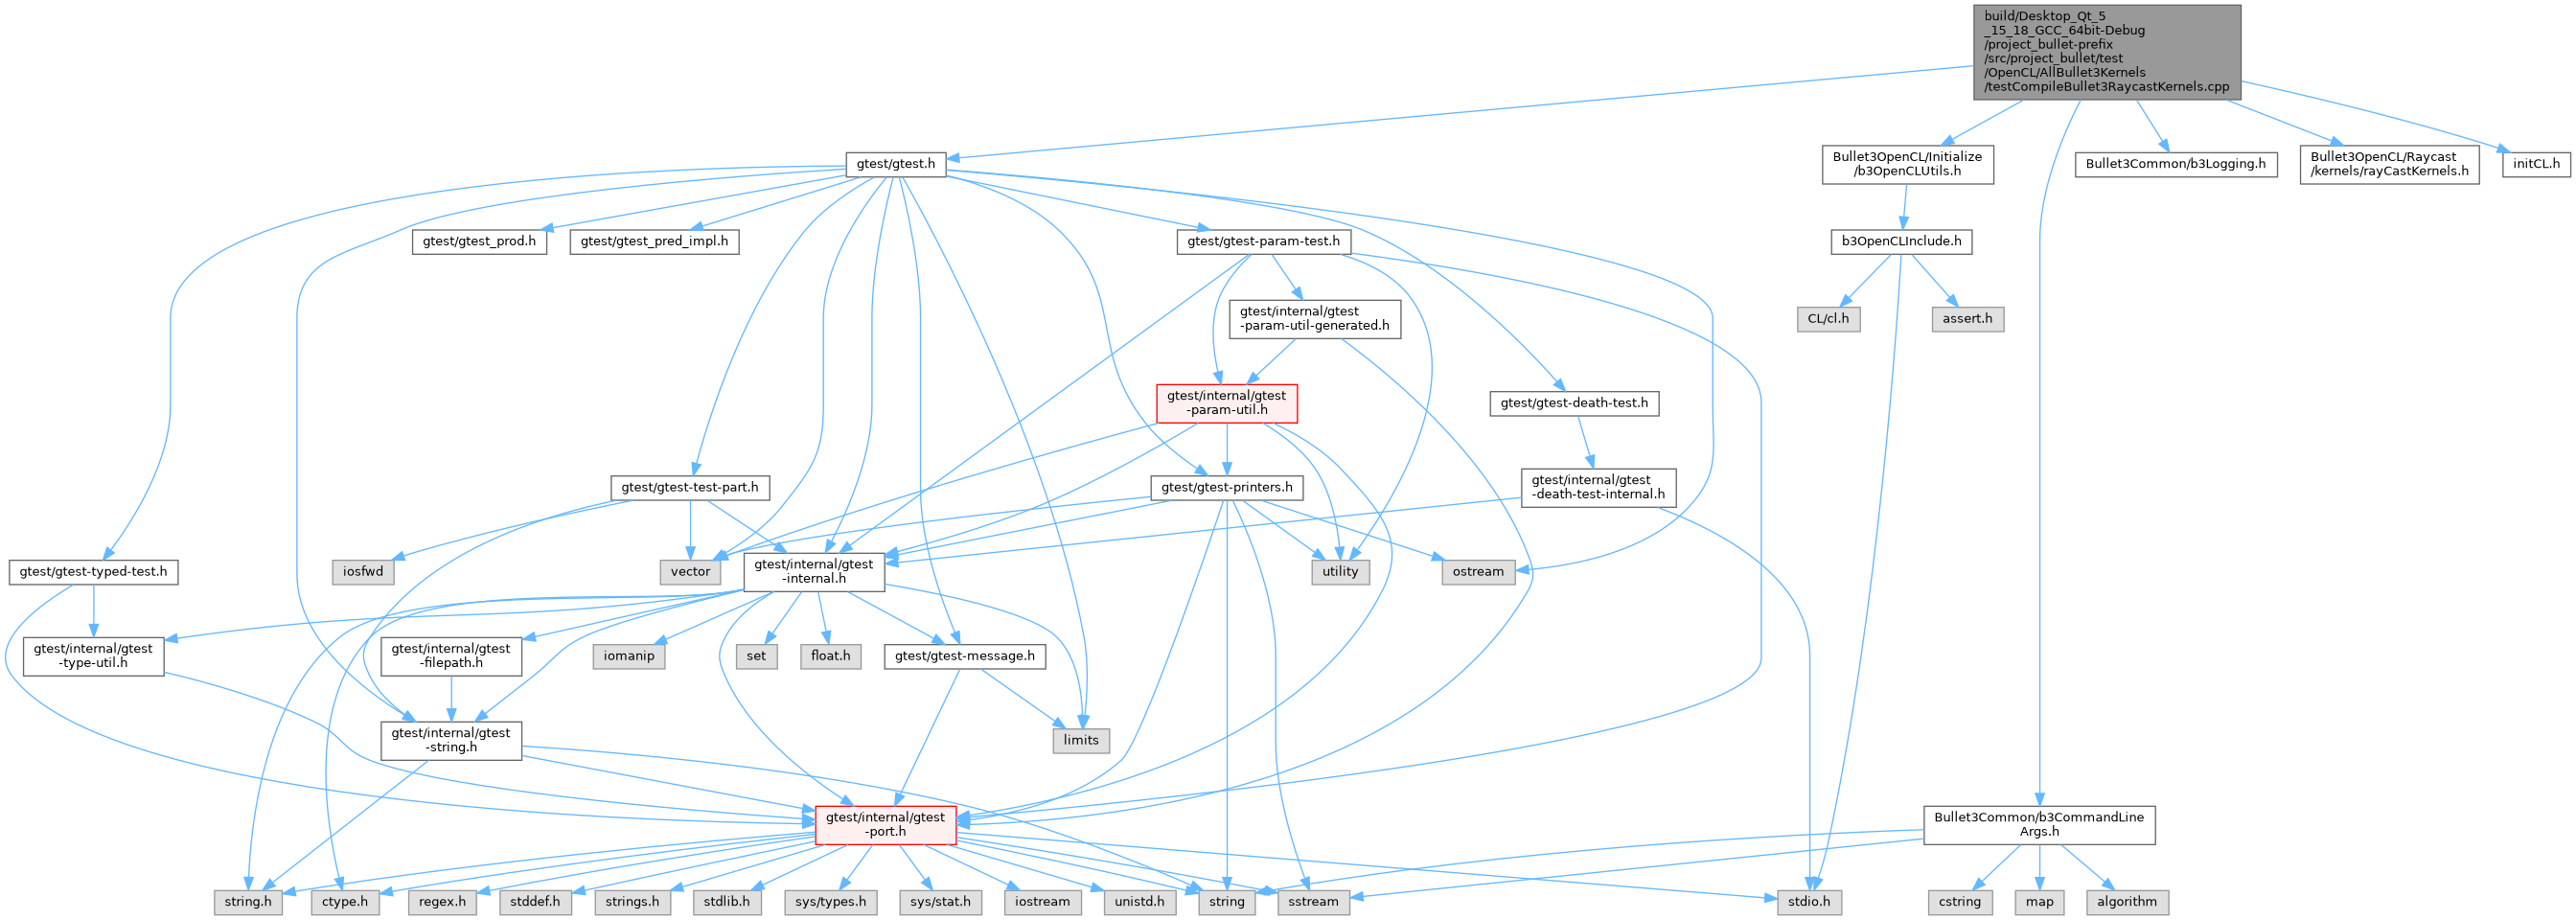 build/Desktop_Qt_5
_15_18_GCC_64bit-Debug
/project_bullet-prefix
/src/project_bullet/test
/OpenCL/AllBullet3Kernels
/testCompileBullet3RaycastKernels.cpp
gtest/gtest.h
Bullet3OpenCL/Initialize
/b3OpenCLUtils.h
Bullet3Common/b3Logging.h
Bullet3OpenCL/Raycast
/kernels/rayCastKernels.h
initCL.h
gtest/gtest_prod.h
gtest/gtest_pred_impl.h
gtest/gtest-param-test.h
b3OpenCLInclude.h
gtest/internal/gtest
-param-util-generated.h
CL/cl.h
assert.h
gtest/internal/gtest
-param-util.h
gtest/gtest-death-test.h
gtest/gtest-test-part.h
gtest/gtest-printers.h
gtest/internal/gtest
-death-test-internal.h
gtest/gtest-typed-test.h
iosfwd
vector
gtest/internal/gtest
-internal.h
utility
ostream
gtest/internal/gtest
-type-util.h
gtest/internal/gtest
-filepath.h
iomanip
set
float.h
gtest/gtest-message.h
gtest/internal/gtest
-string.h
limits
gtest/internal/gtest
-port.h
Bullet3Common/b3CommandLine
Args.h
string.h
ctype.h
regex.h
stddef.h
strings.h
stdlib.h
sys/types.h
sys/stat.h
iostream
unistd.h
string
sstream
stdio.h
cstring
map
algorithm